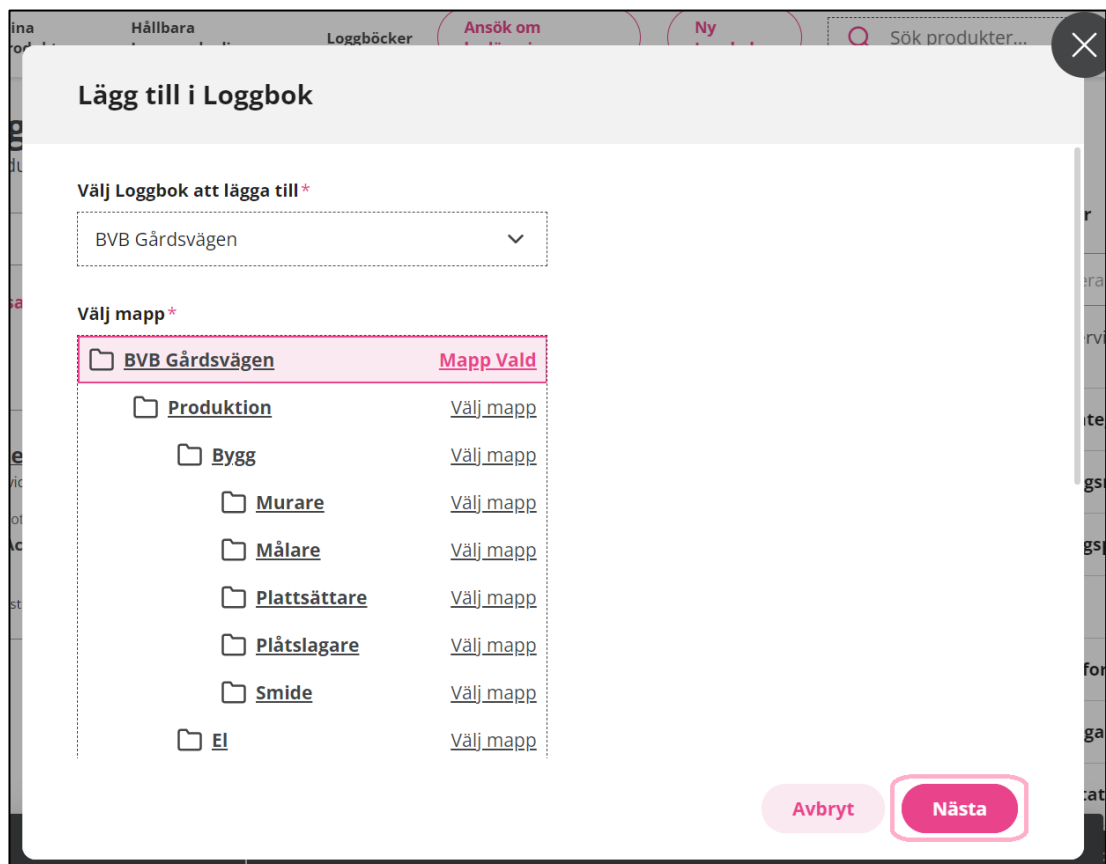 Hållbara
Loggböcker
Ansök om
Ny
Sök produkter...
Lägg till i Loggbok
Välj Loggbok att lägga till*
BVB Gårdsvägen
Välj mapp*
BVB Gårdsvägen Mapp Vald
Produktion Välj mapp
Bygg Välj mapp
Murare Välj mapp
Målare Välj mapp
Plattsättare Välj mapp
Plåtslagare Välj mapp
Smide Välj mapp
El Välj mapp
Avbryt Nästa